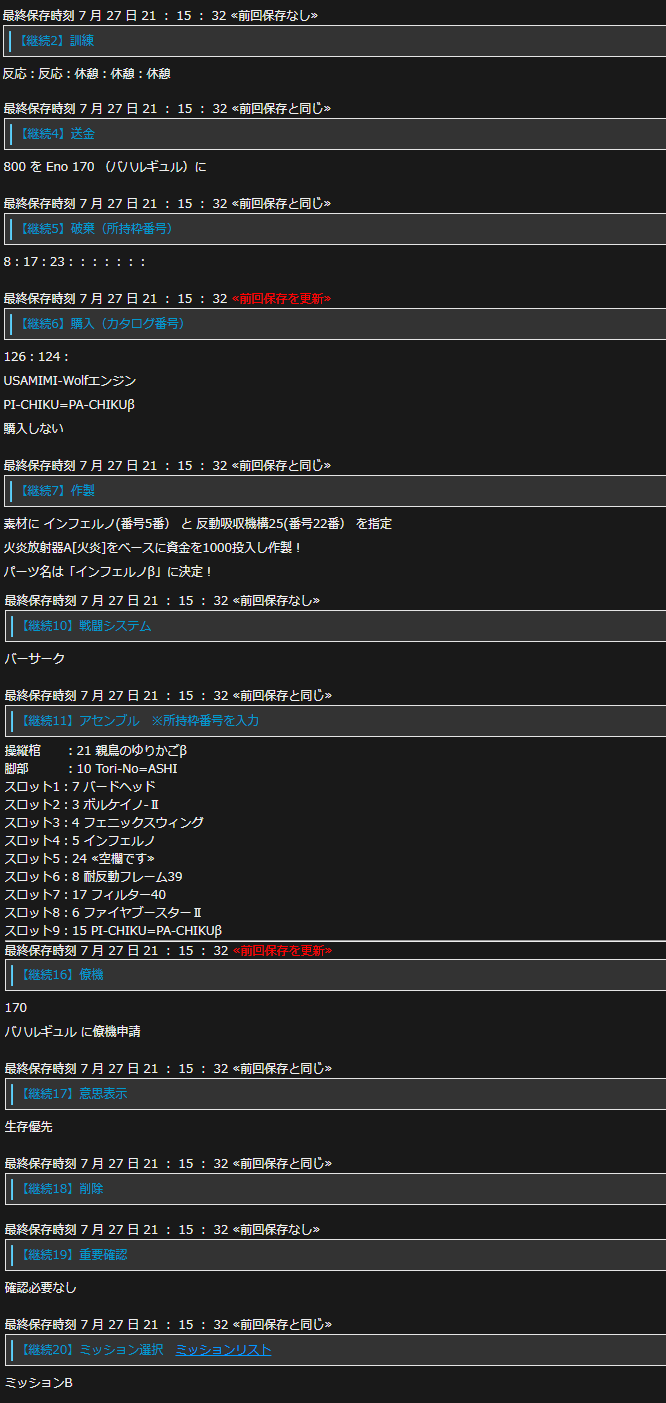 最終保存時刻 7 月 27 日 21 ： 15 ： 32 «前回保存なし»
【継続2】訓練
反応：反応：休憩：休憩：休憩
最終保存時刻 7 月 27 日 21 ： 15 ： 32 «前回保存と同じ»
【継続4】送金
800 を Eno 170 （バハルギュル）に
最終保存時刻 7 月 27 日 21 ： 15 ： 32 «前回保存と同じ»
【継続5】破棄（所持枠番号）
8：17：23：：：：：：：
最終保存時刻 7 月 27 日 21 ： 15 ： 32 «前回保存を更新»
【継続6】購入（カタログ番号）
126：124：
USAMIMI-Wolfエンジン
PI-CHIKU=PA-CHIKUβ
購入しない
最終保存時刻 7 月 27 日 21 ： 15 ： 32 «前回保存と同じ»
【継続7】作製
素材に インフェルノ(番号5番） と 反動吸収機構25(番号22番） を指定
火炎放射器A[火炎]をベースに資金を1000投入し作製！
パーツ名は「インフェルノβ」に決定！
最終保存時刻 7 月 27 日 21 ： 15 ： 32 «前回保存なし»
【継続10】戦闘システム
バーサーク
最終保存時刻 7 月 27 日 21 ： 15 ： 32 «前回保存と同じ»
【継続11】アセンブル　※所持枠番号を入力
操縦棺　　：21 親鳥のゆりかごβ
脚部　　　：10 Tori-No=ASHI
スロット1：7 バードヘッド
スロット2：3 ボルケイノ-Ⅱ
スロット3：4 フェニックスウィング
スロット4：5 インフェルノ
スロット5：24 «空欄です»
スロット6：8 耐反動フレーム39
スロット7：17 フィルター40
スロット8：6 ファイヤブースターⅡ
スロット9：15 PI-CHIKU=PA-CHIKUβ
最終保存時刻 7 月 27 日 21 ： 15 ： 32 «前回保存を更新»
【継続16】僚機
170
バハルギュル に僚機申請
最終保存時刻 7 月 27 日 21 ： 15 ： 32 «前回保存と同じ»
【継続17】意思表示
生存優先
最終保存時刻 7 月 27 日 21 ： 15 ： 32 «前回保存と同じ»
【継続18】削除
最終保存時刻 7 月 27 日 21 ： 15 ： 32 «前回保存なし»
【継続19】重要確認
確認必要なし
最終保存時刻 7 月 27 日 21 ： 15 ： 32 «前回保存と同じ»
【継続20】ミッション選択　ミッションリスト
ミッションB